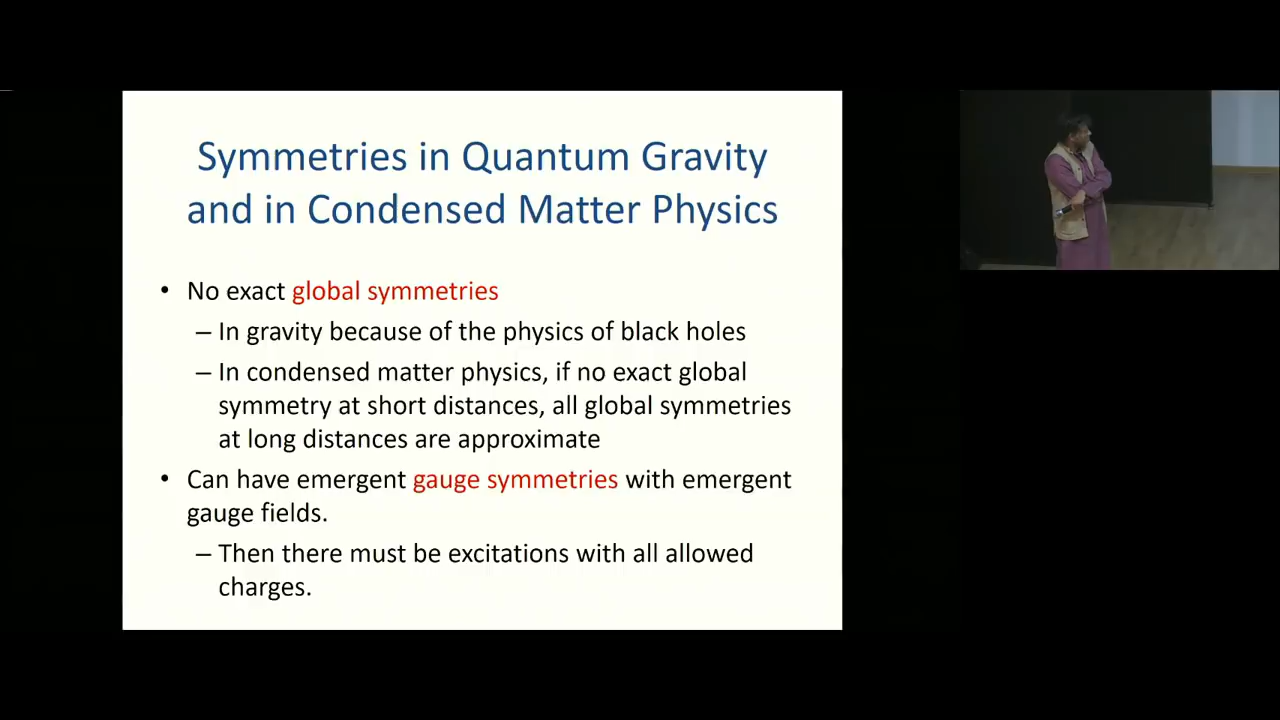 Symmetries in Quantum Gravity
and in Condensed Matter Physics
• No exact global symmetries
– In gravity because of the physics of black holes
– In condensed matter physics, if no exact global
symmetry at short distances, all global symmetries
at long distances are approximate
• Can have emergent gauge symmetries with emergent
gauge fields.
– Then there must be excitations with all allowed
charges.